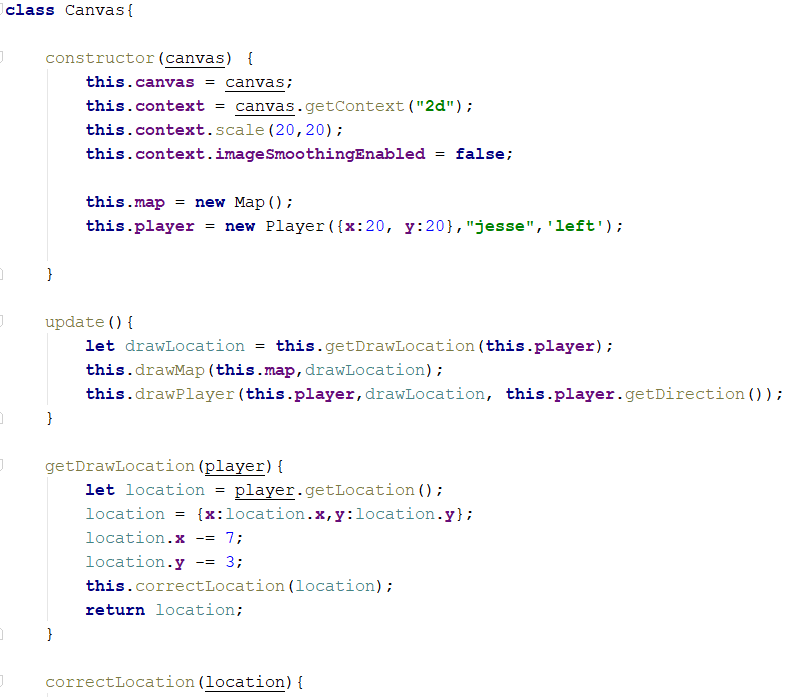 class Canvas{
constructor(canvas) {
this.canvas = canvas;
this.context = canvas.getContext("2d");
this.context.scale(20,20);
this.context.imageSmoothingEnabled = false;
this.map = new Map();
this.player = new Player({x:20, y:20},"jesse",'left');
}
update(){
let drawLocation = this.getDrawLocation(this.player);
this.drawMap(this.map,drawLocation);
this.drawPlayer(this.player,drawLocation, this.player.getDirection());
}
getDrawLocation(player){
let location = player.getLocation();
location = {x:location.x,y:location.y};
location.x -= 7;
location.y -= 3;
this.correctLocation(location);
return location;
}
correctLocation(location){